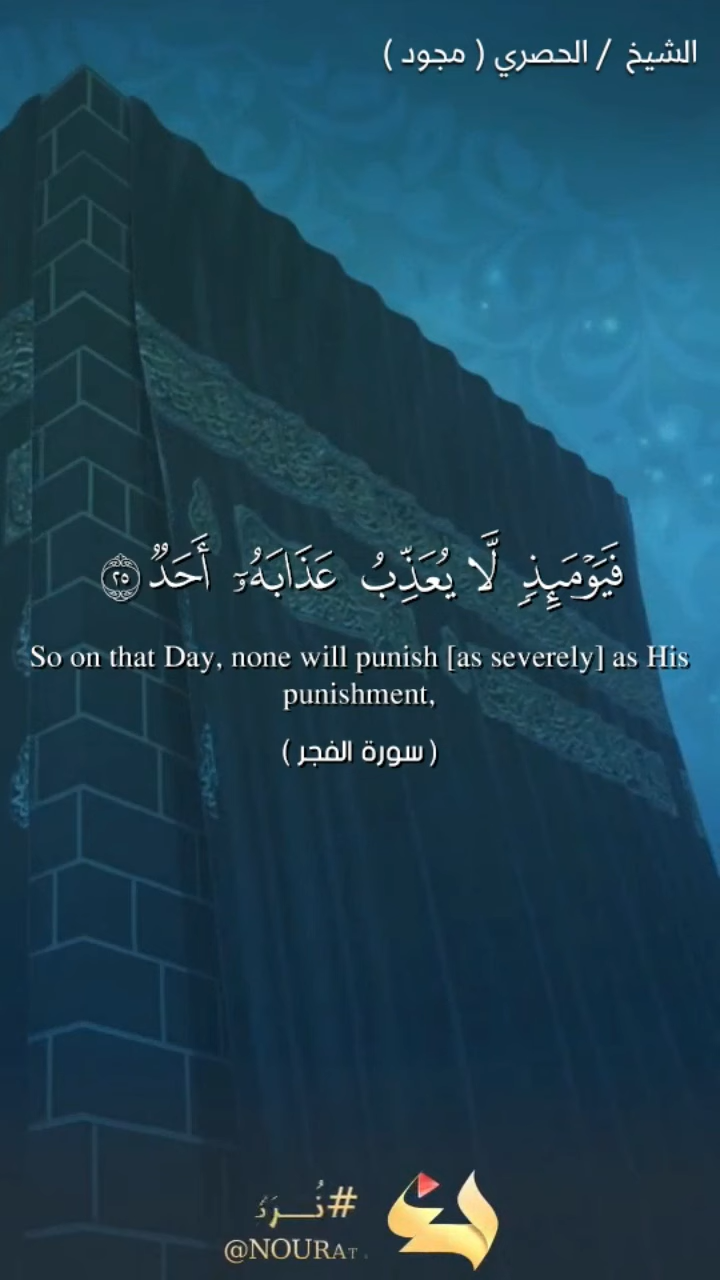 الشيخ / الحصري ( مجود )
فَيَوْمَئِذٍ لَّا يُعَذِّبُ عَذَابَهُۥٓ أَحَدٌ ٢٥
So on that Day, none will punish [as severely] as His
punishment,
( سورة الفجر )
@NOURAT